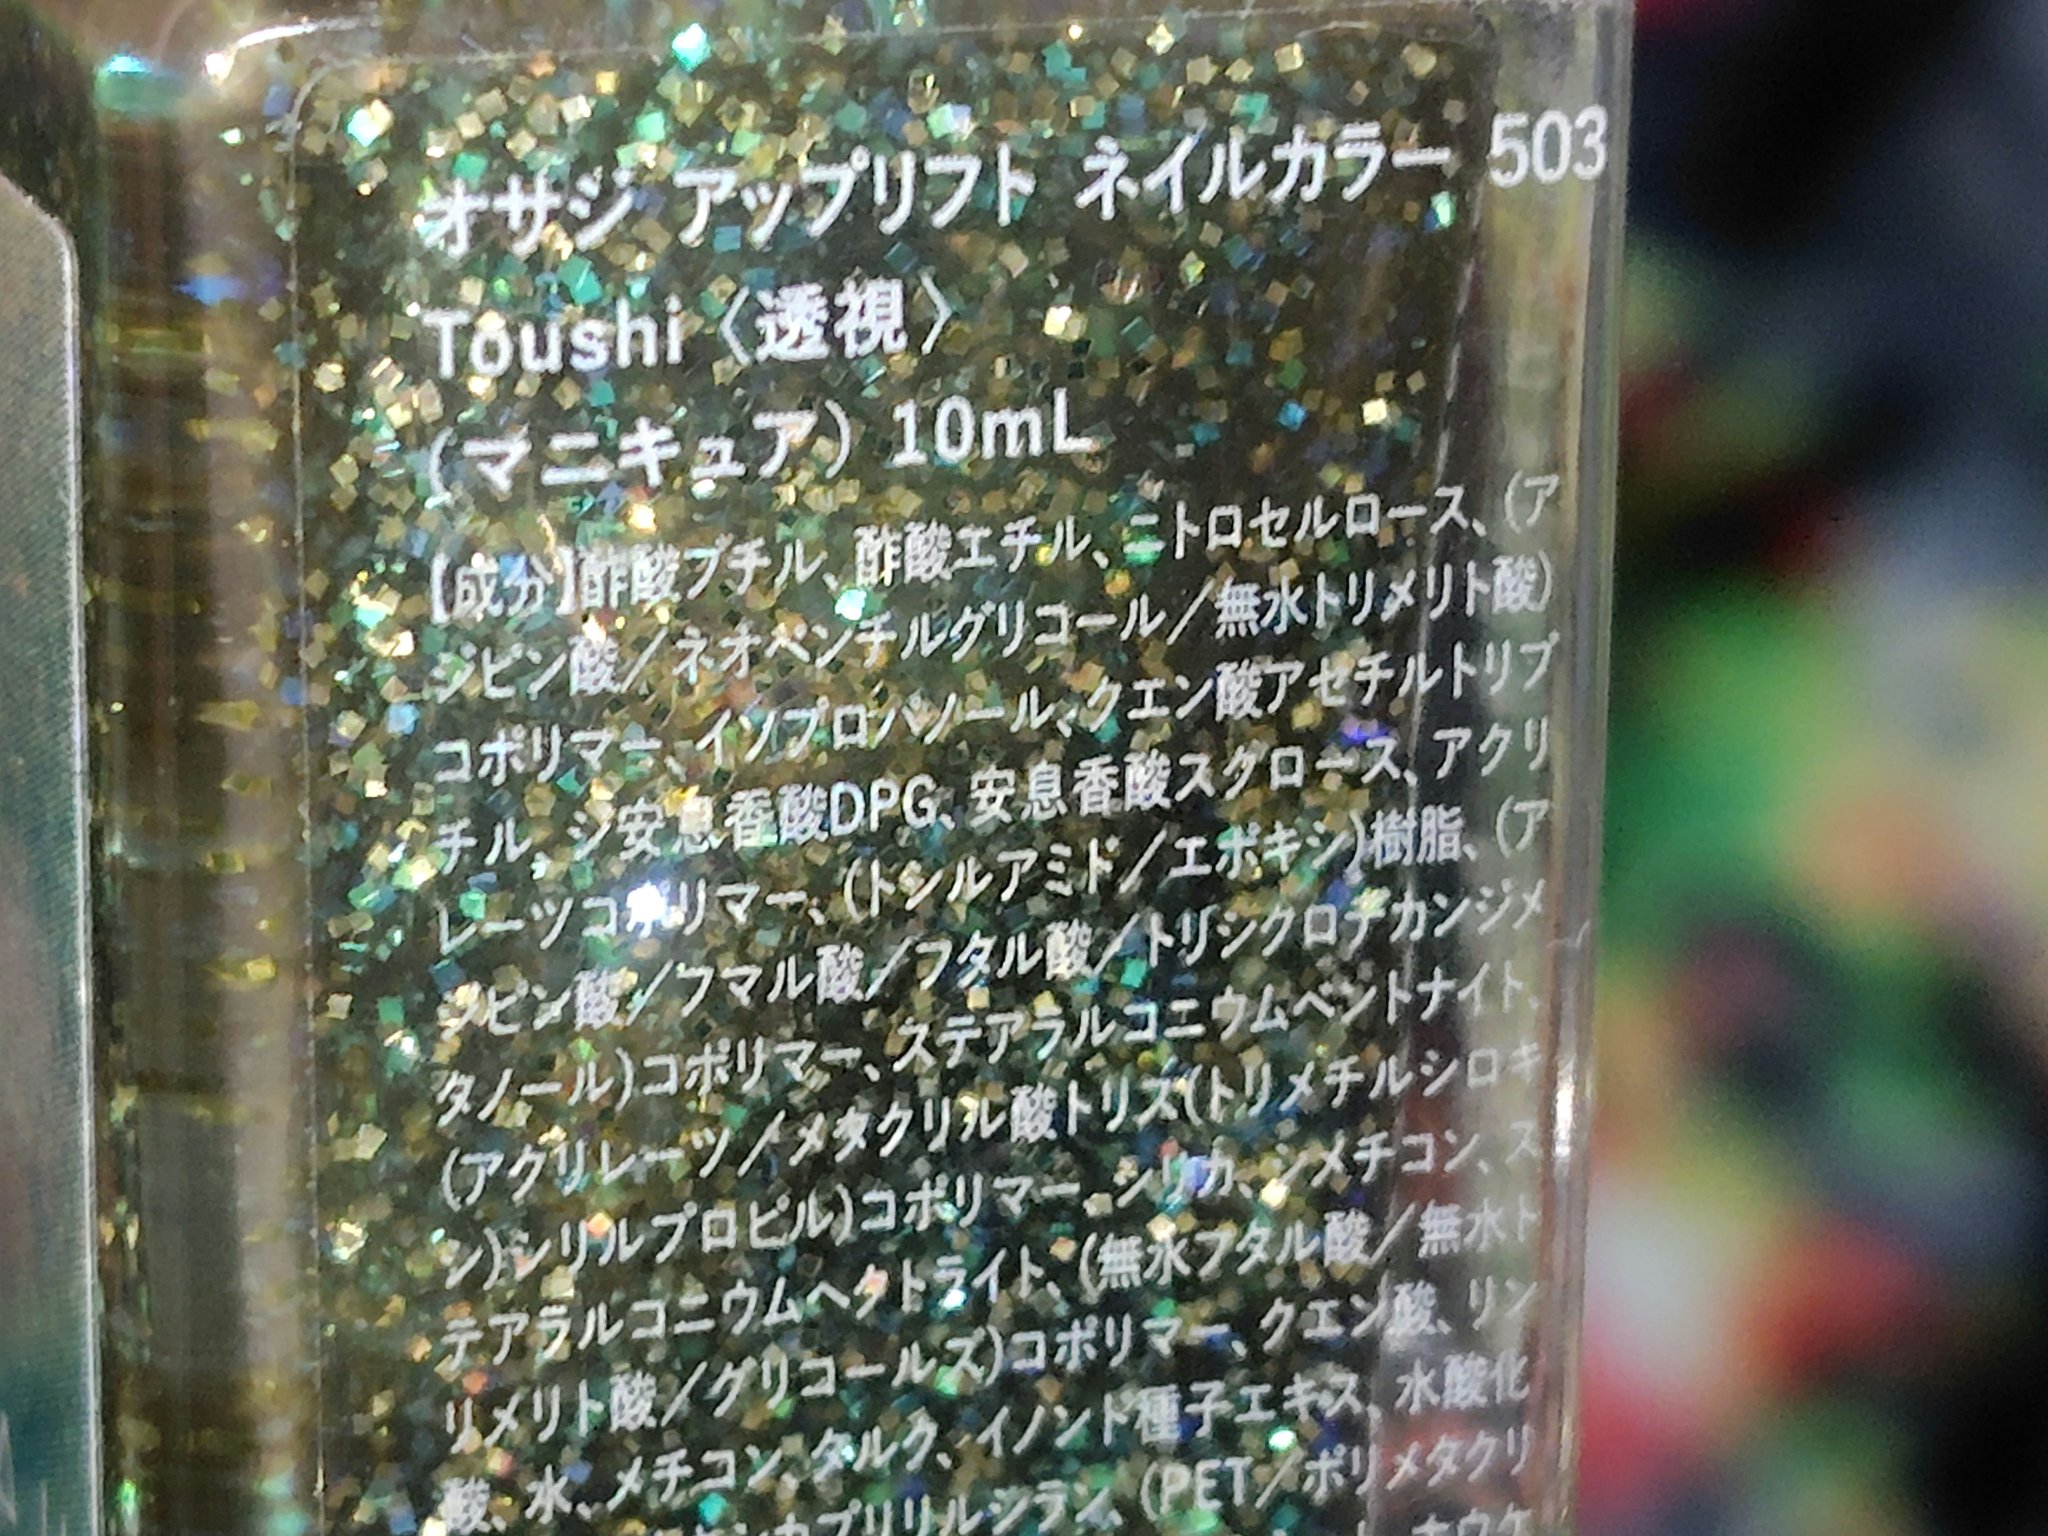 オサジ アップリフト ネイルカラー 503
Toushi〈透視〉
(マニキュア) 10mL
【成分】酢酸ブチル、酢酸エチル、ニトロセルロース、(ア
ジピン酸/ネオペンチルグリコール/無水トリメリト酸)
コポリマー、イソプロパノール、クエン酸アセチルトリブ
チル、ジ安息香酸DPG、安息香酸スクロース、アクリ
レーツコポリマー、(トシルアミド/エポキシ)樹脂、(ア
ジピン酸/フマル酸/フタル酸/トリシクロデカンジメ
タノール)コポリマー、ステアラルコニウムベントナイト、
(アクリレーツ/メタクリル酸トリス(トリメチルシロキ
シ)シリルプロピル)コポリマー、シリカ、ジメチコン、ス
テアラルコニウムヘクトライト、(無水フタル酸/無水ト
リメリト酸/グリコールズ)コポリマー、クエン酸、リン
酸、水、メチコン、タルク、イノンド種子エキス、水酸化
カプリリルシラン、(PET/ポリメタクリ